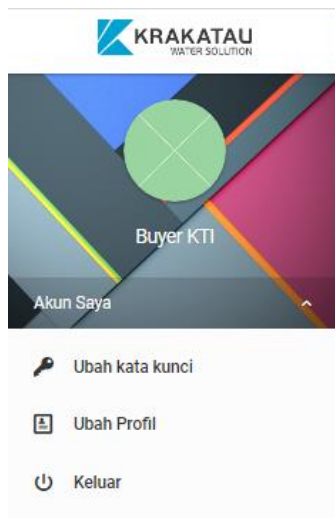 KRAKATAU
WATER SOLUTION
Buyer KTI
Akun Saya
Ubah kata kunci
Ubah Profil
Keluar